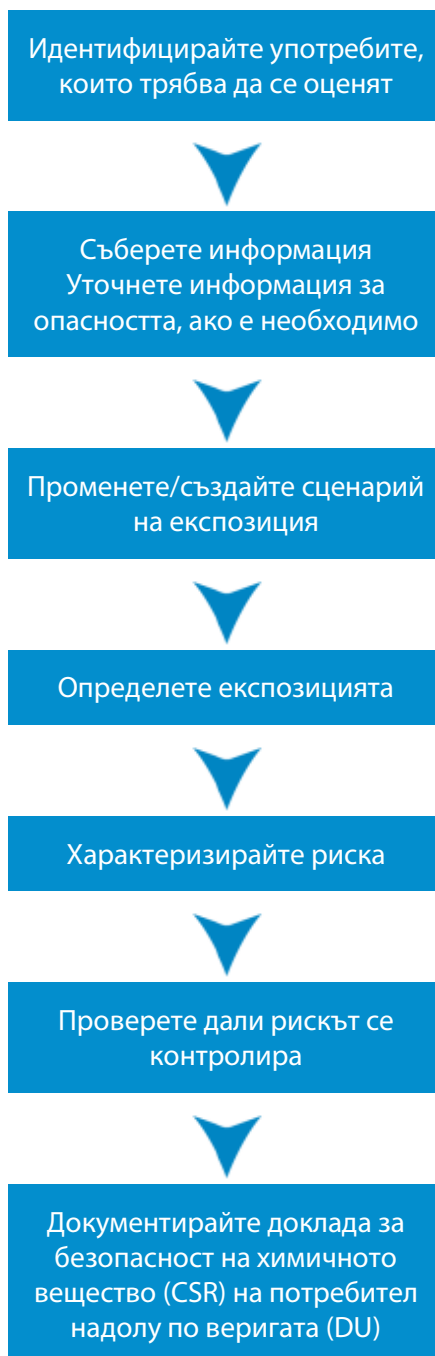 Идентифицирайте употребите,
които трябва да се оценят
Съберете информация
Уточнете информация за
опасността, ако е необходимо
Променете/създайте сценарий
на експозиция
Определете експозицията
Характеризирайте риска
Проверете дали рискът се
контролира
Документирайте доклада за
безопасност на химичното
вещество (CSR) на потребител
надолу по веригата (DU)